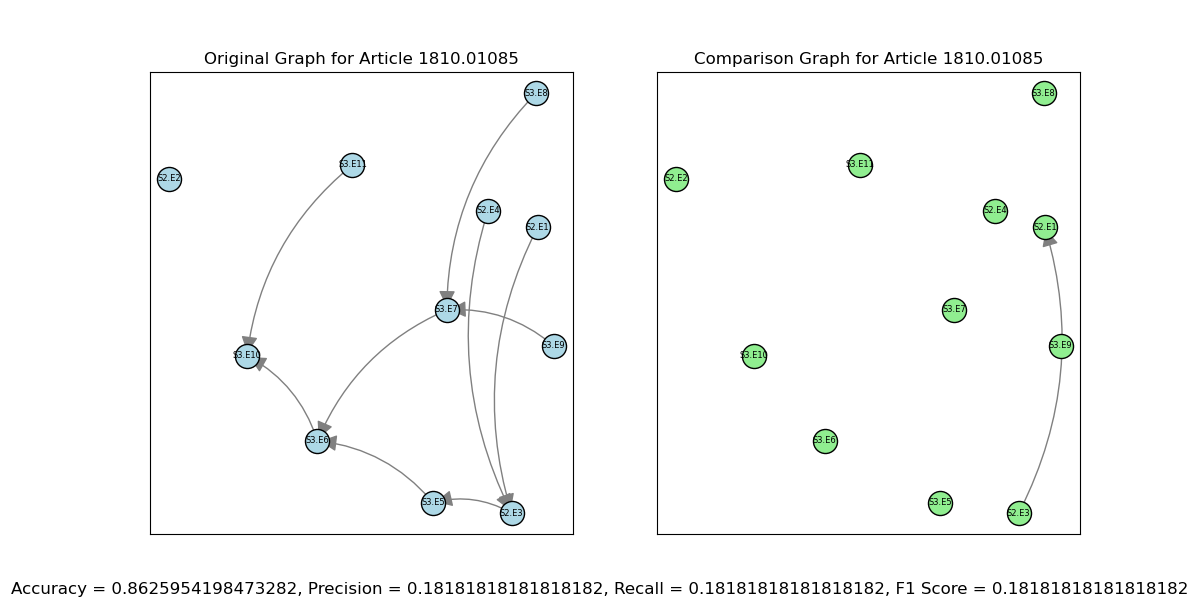 Original Graph for Article 1810.01085
S3.E8
S3.E11
S2.E2
S2.E4
S2.E1
S3.E7
S3.E9
S3.E10
S3.E6
S3.E5
S2.E3
Comparison Graph for Article 1810.01085
S3.E8
S3.E11
S2.E2
S2.E4
S2.E1
S3.E7
S3.E9
S3.E10
S3.E6
S3.E5
S2.E3
Accuracy = 0.8625954198473282, Precision = 0.18181818181818182, Recall = 0.18181818181818182, F1 Score = 0.18181818181818182